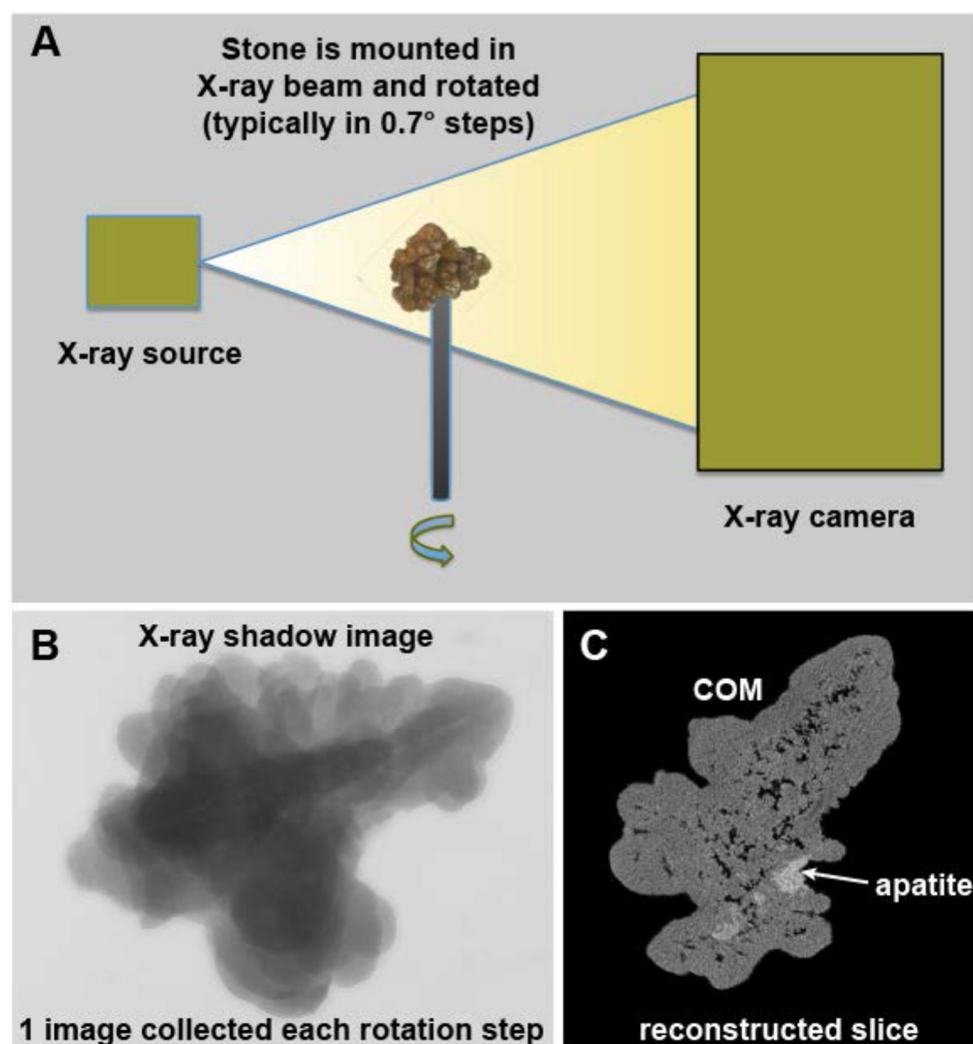 A
Stone is mounted in
X-ray beam and rotated
(typically in 0.7° steps)
X-ray source
X-ray camera
B
X-ray shadow image
1 image collected each rotation step
C
COM
apatite
reconstructed slice